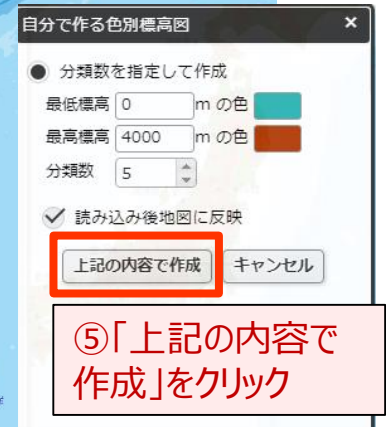 自分で作る色別標高図 ×
分類数を指定して作成
最低標高 0 m の色
最高標高 4000 m の色
分類数 5
読み込み後地図に反映
上記の内容で作成 キャンセル
⑤「上記の内容で
作成」をクリック